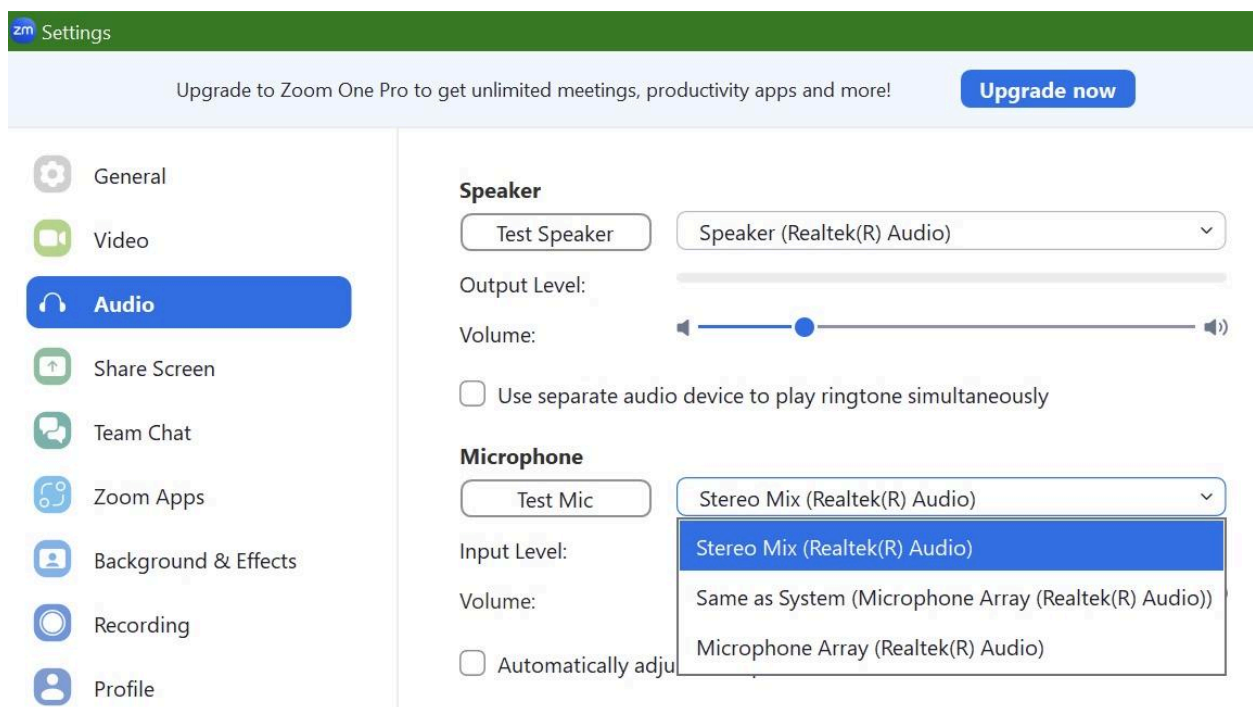 zm Settings
Upgrade to Zoom One Pro to get unlimited meetings, productivity apps and more!
Upgrade now
General
Video
Audio
Share Screen
Team Chat
Zoom Apps
Background & Effects
Recording
Profile
Speaker
Test Speaker
Speaker (Realtek(R) Audio)
Output Level:
Volume:
Use separate audio device to play ringtone simultaneously
Microphone
Test Mic
Stereo Mix (Realtek(R) Audio)
Input Level:
Stereo Mix (Realtek(R) Audio)
Volume:
Same as System (Microphone Array (Realtek(R) Audio))
Microphone Array (Realtek(R) Audio)
Automatically adju